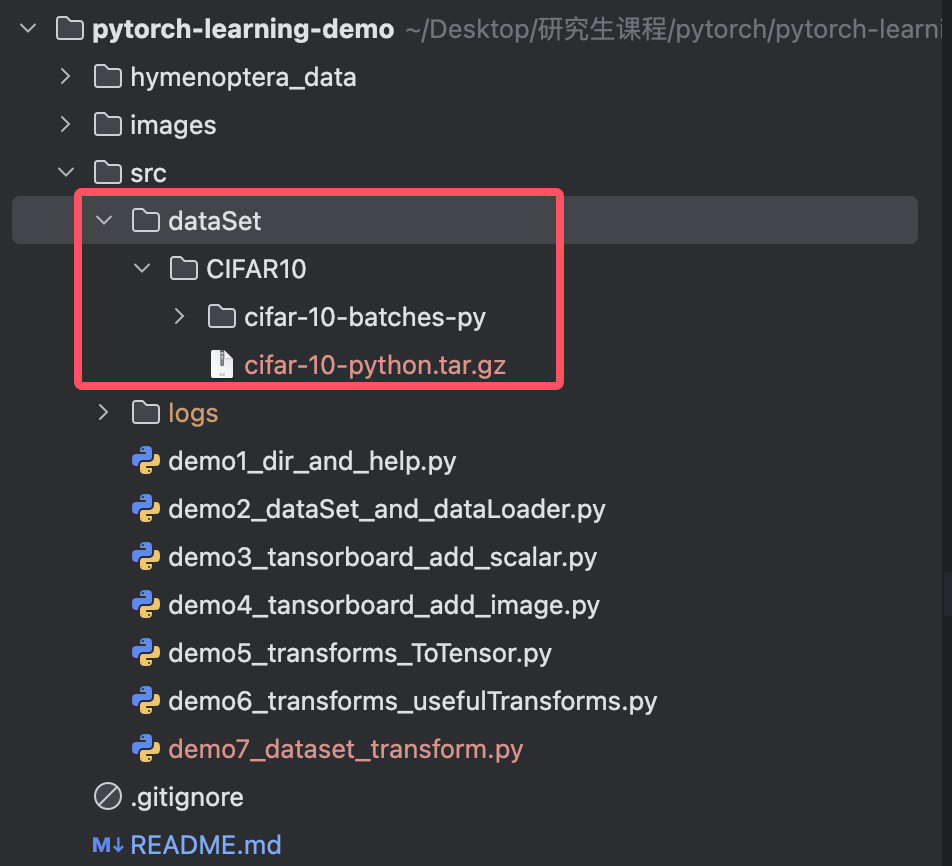 pytorch-learning-demo ~/Desktop/研究生课程/pytorch/pytorch-learni
hymenoptera_data
images
src
dataSet
CIFAR10
cifar-10-batches-py
cifar-10-python.tar.gz
logs
demo1_dir_and_help.py
demo2_dataSet_and_dataLoader.py
demo3_tansorboard_add_scalar.py
demo4_tansorboard_add_image.py
demo5_transforms_ToTensor.py
demo6_transforms_usefulTransforms.py
demo7_dataset_transform.py
.gitignore
M↓ README.md